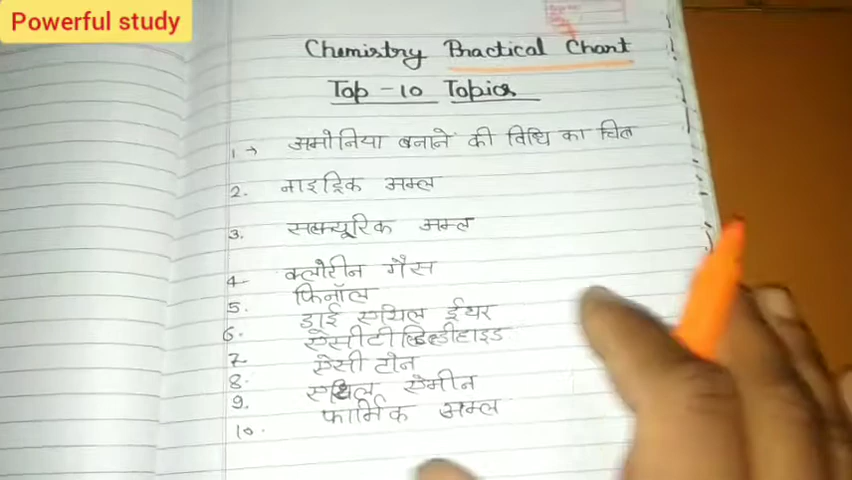 Powerful study
Chemistry Practical Chart
Top - 10 Topics
1 → अमोनिया बनाने की विधि का चित्र
2. नाइट्रिक अम्ल
3. सल्फ्यूरिक अम्ल
4. क्लोरीन गैस
5. फिनॉल
6. डाई एथिल ईथर
7. ऐसीटील्डिहाइड
8. ऐसीटोन
9. एथिल ऐमीन
10. फार्मिक अम्ल